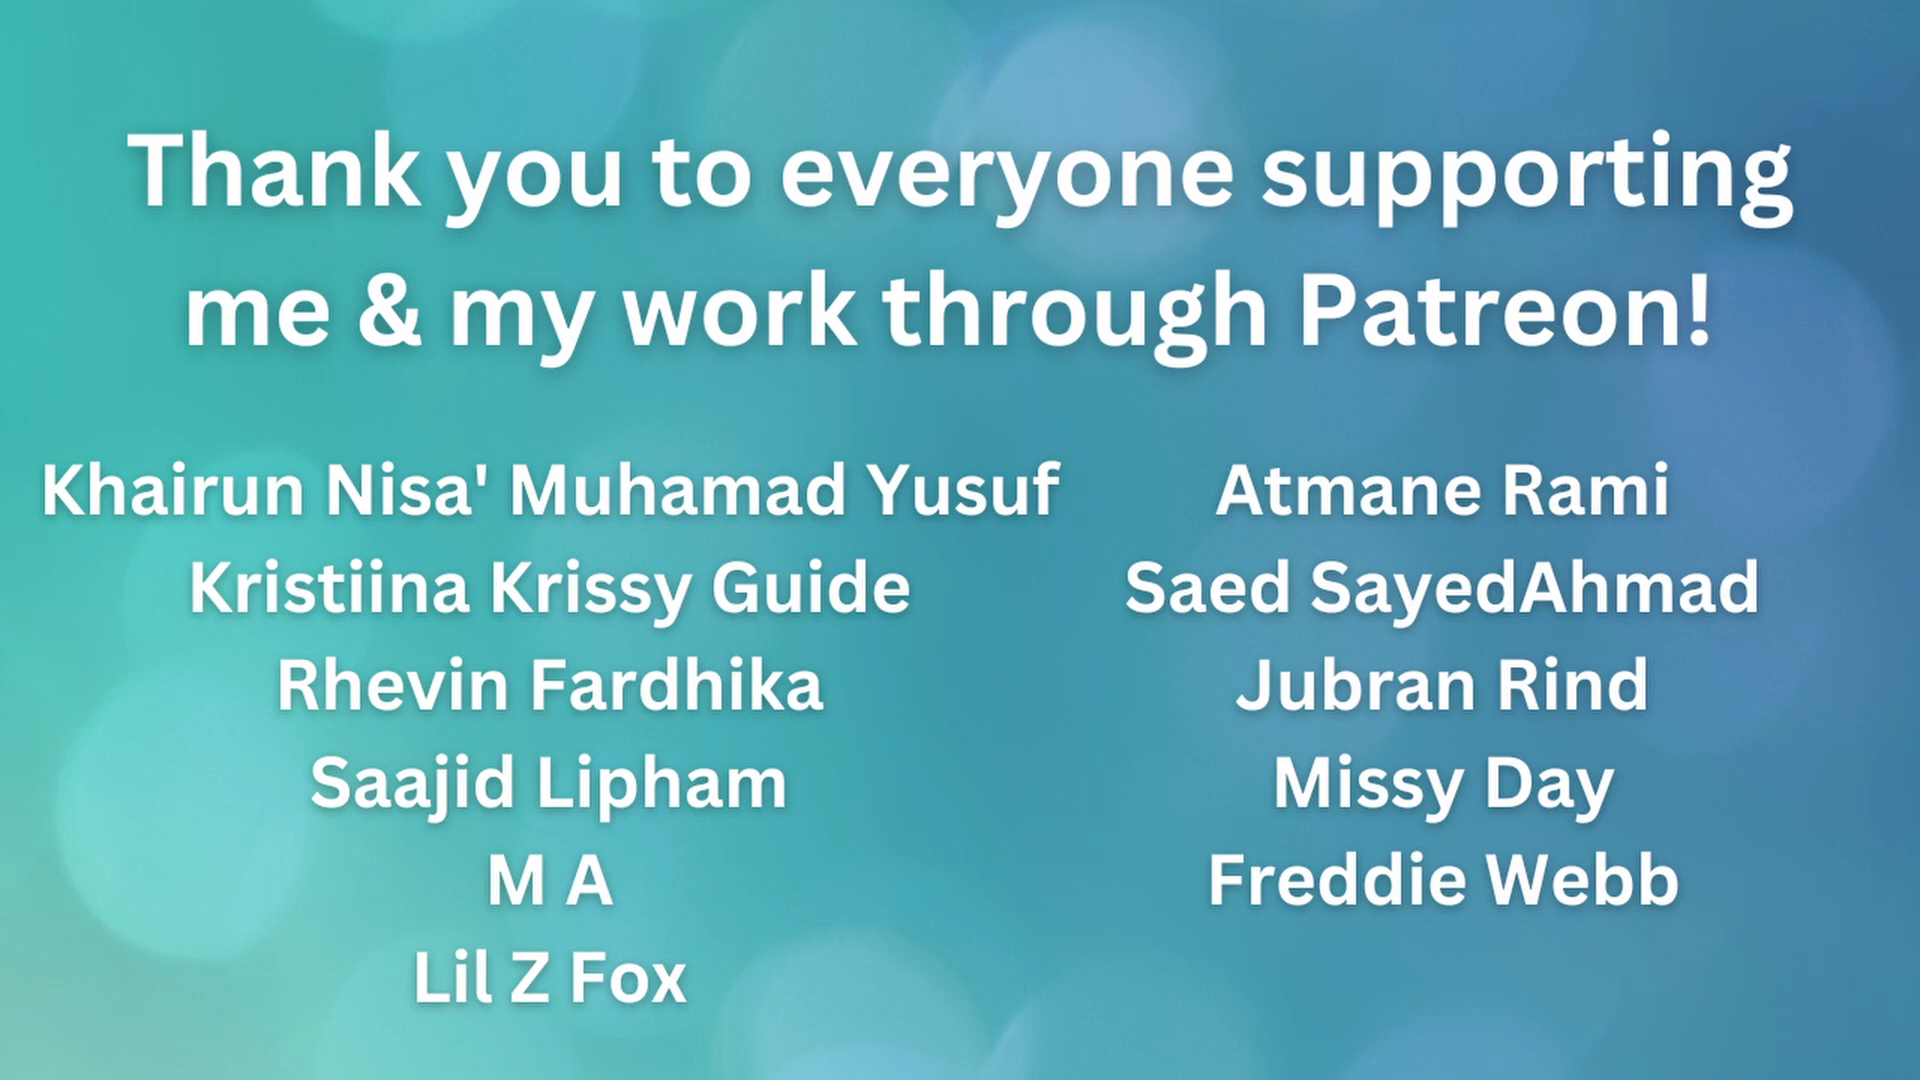 Thank you to everyone supporting
me & my work through Patreon!
Khairun Nisa' Muhamad Yusuf
Kristiina Krissy Guide
Rhevin Fardhika
Saajid Lipham
M A
Lil Z Fox
Atmane Rami
Saed SayedAhmad
Jubran Rind
Missy Day
Freddie Webb